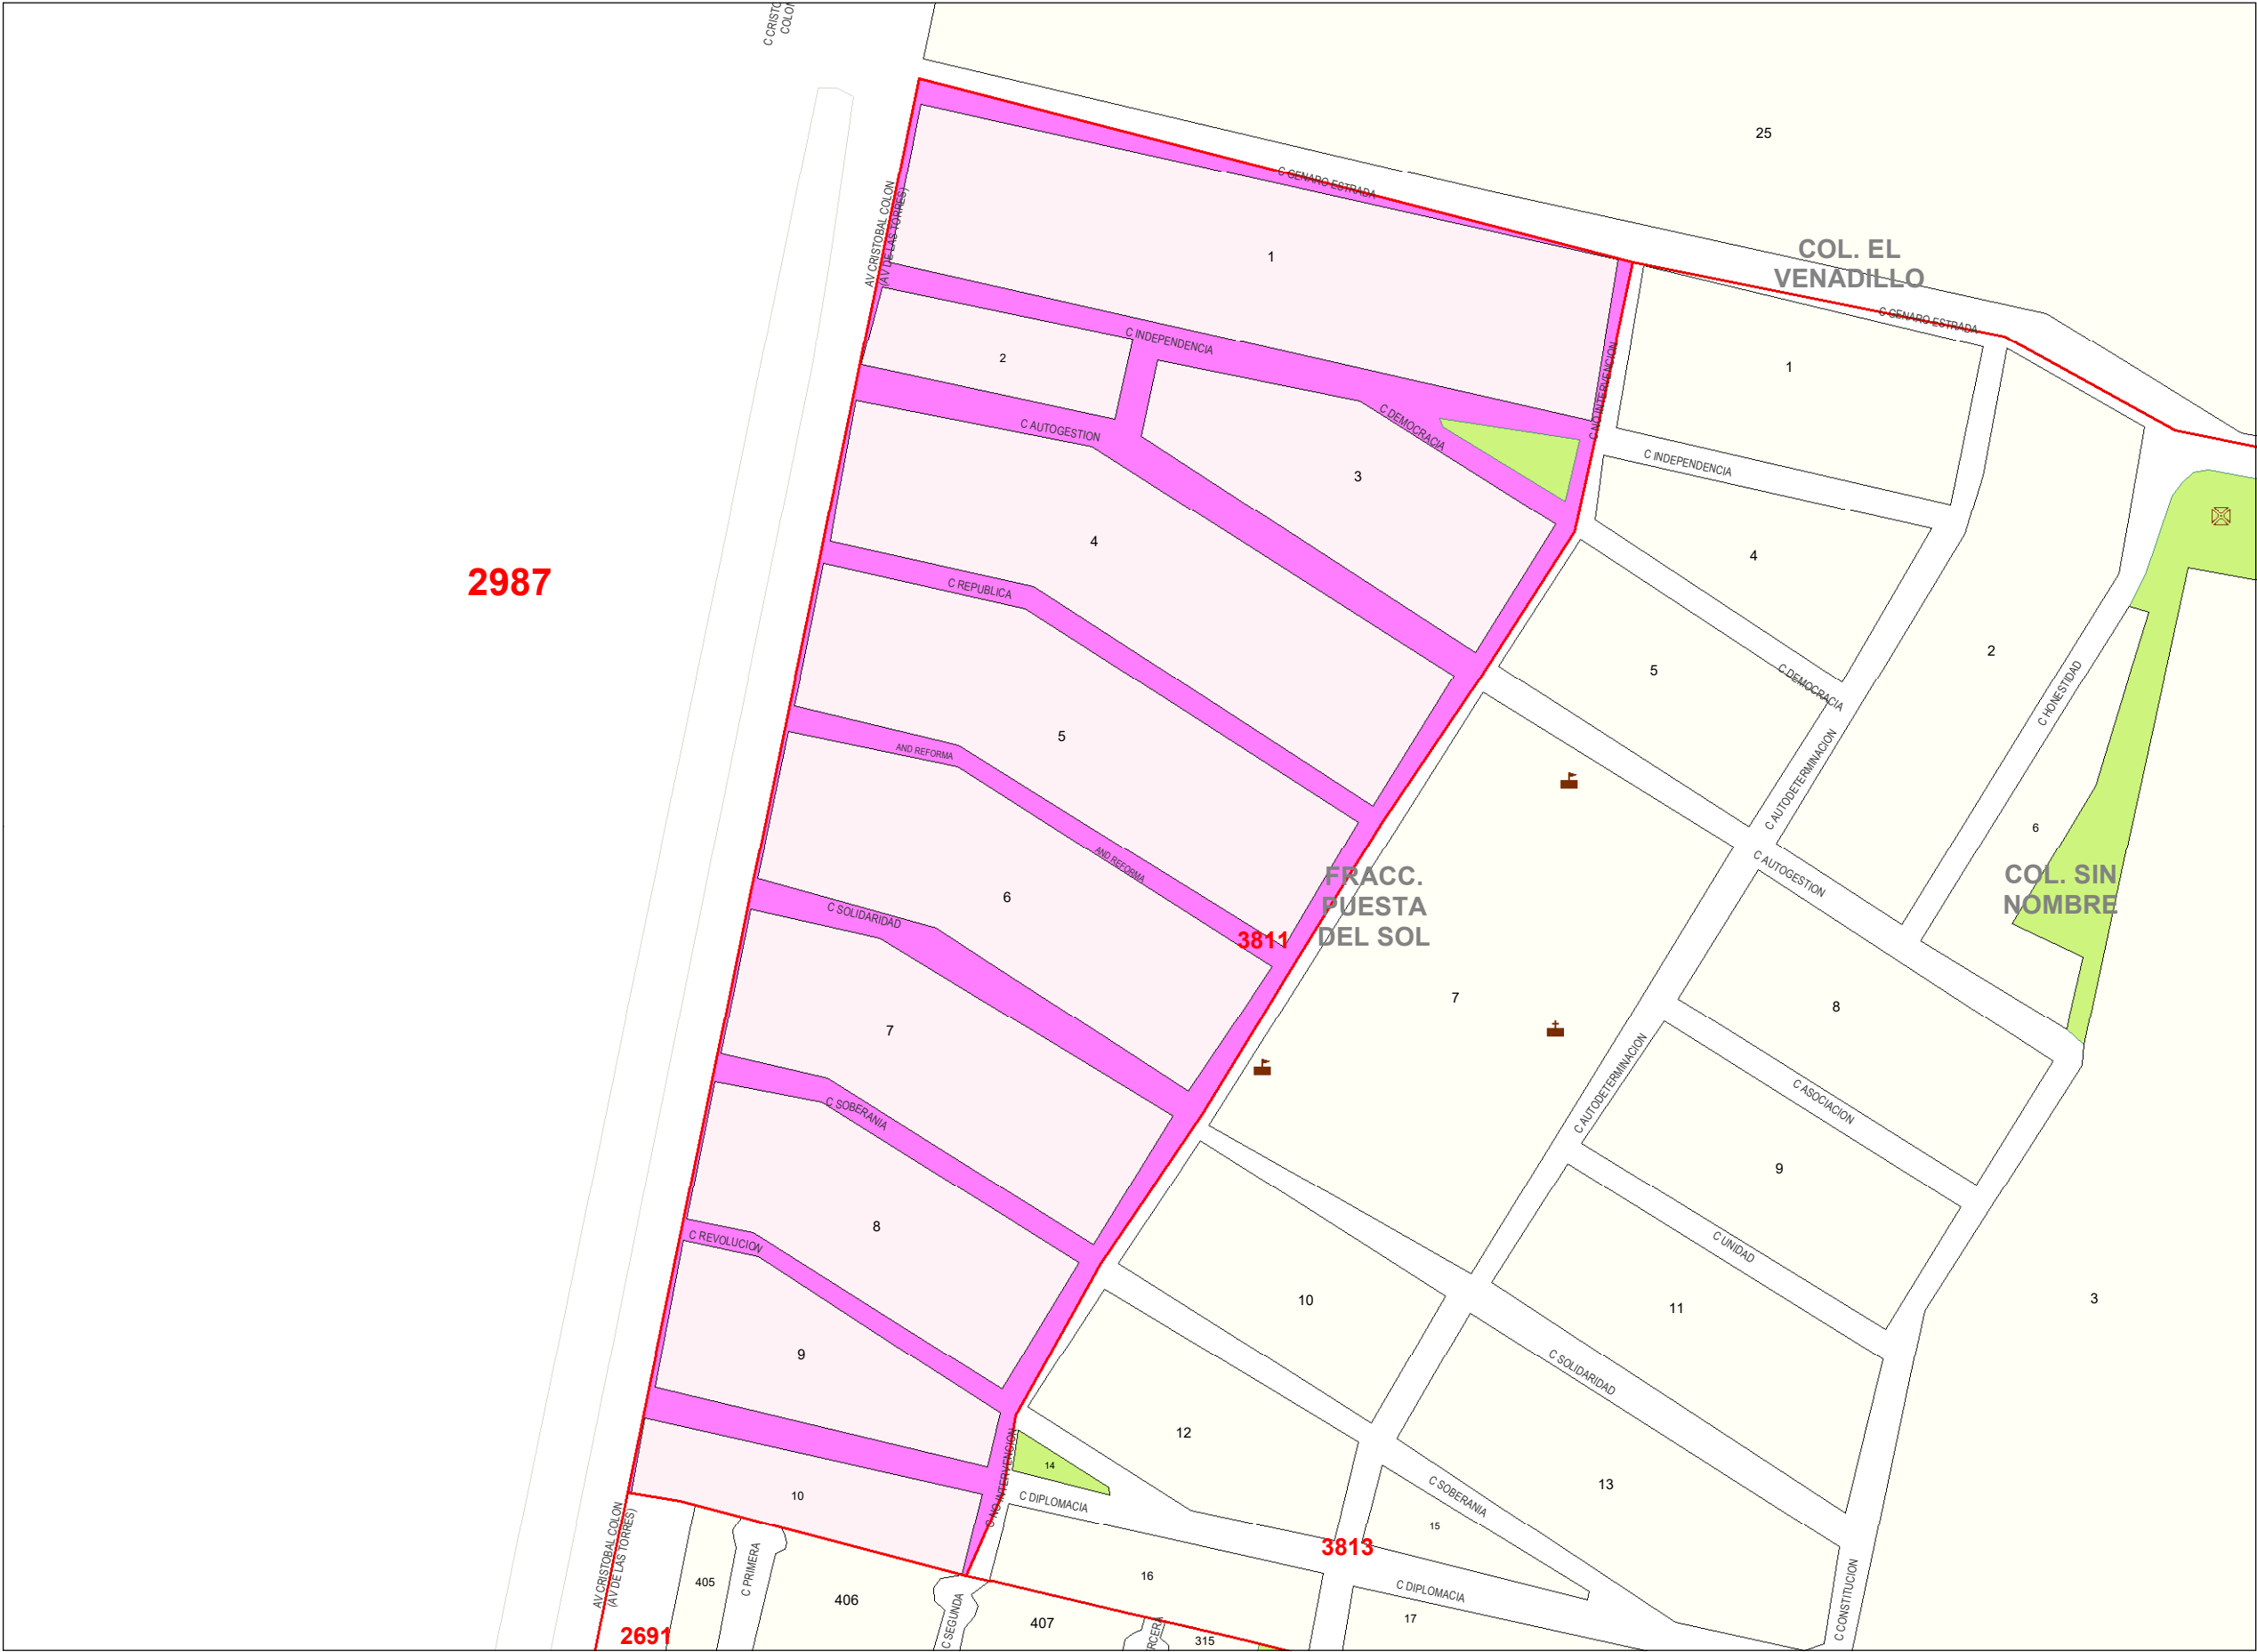 C CRISTO
COLON
25
C GENARO ESTRADA
AV CRISTOBAL COLON
(AV DE LAS TORRES)
1
COL. EL
VENADILLO
C GENARO ESTRADA
C INDEPENDENCIA
2
C NO INTERVENCION
1
C AUTOGESTION
C DEMOCRACIA
3
C INDEPENDENCIA
4
4
2987
C REPUBLICA
5
2
C DEMOCRACIA
C HONESTIDAD
5
AND REFORMA
C AUTODETERMINACION
AND REFORMA
6
C AUTOGESTION
6
FRACC.
PUESTA
DEL SOL
COL. SIN
NOMBRE
C SOLIDARIDAD
3811
7
8
7
C SOBERANIA
C AUTODETERMINACION
C ASOCIACION
9
8
C REVOLUCION
C UNIDAD
10
11
3
9
C SOLIDARIDAD
12
14
13
C NO INTERVENCION
10
C DIPLOMACIA
C SOBERANIA
15
3813
AV CRISTOBAL COLON
(AV DE LAS TORRES)
C PRIMERA
405
406
16
C DIPLOMACIA
C CONSTITUCION
C SEGUNDA
407
17
RCERA
315
2691